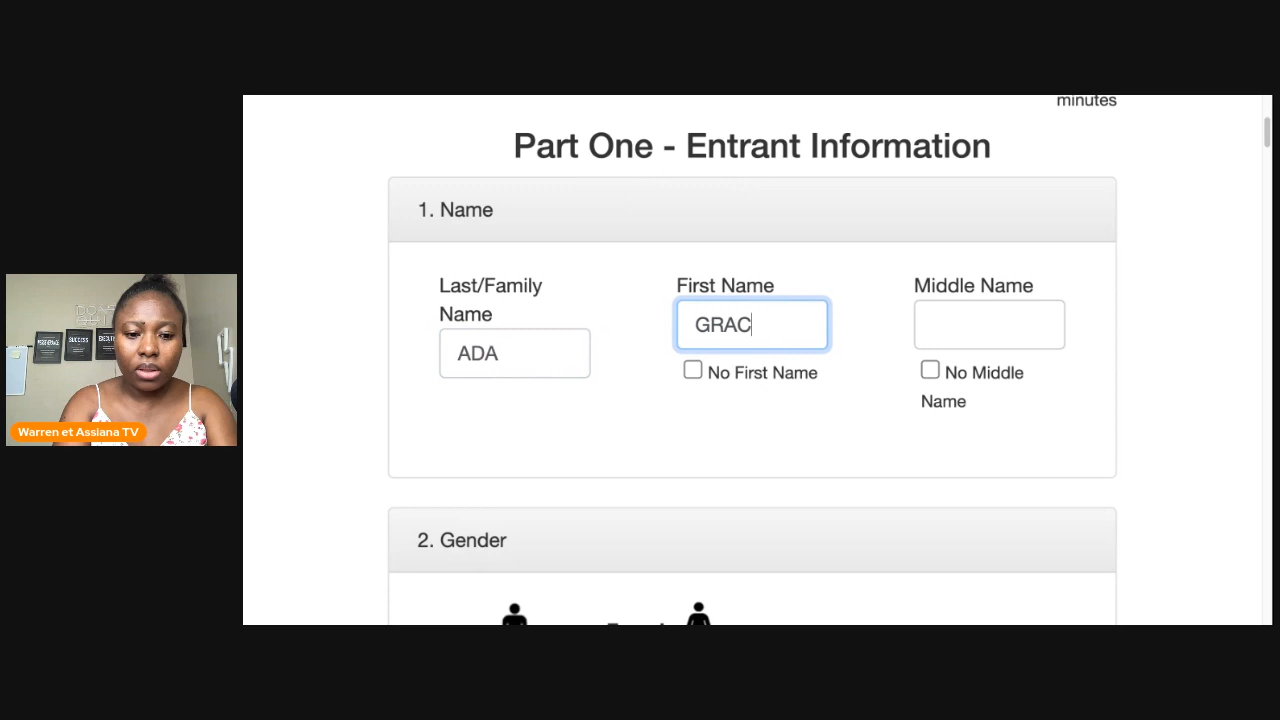 minutes
Part One - Entrant Information
1. Name
Last/Family
Name
First Name
Middle Name
ADA
GRAC
No First Name
No Middle
Name
2. Gender
SUCCESS
Warren et Assiana TV